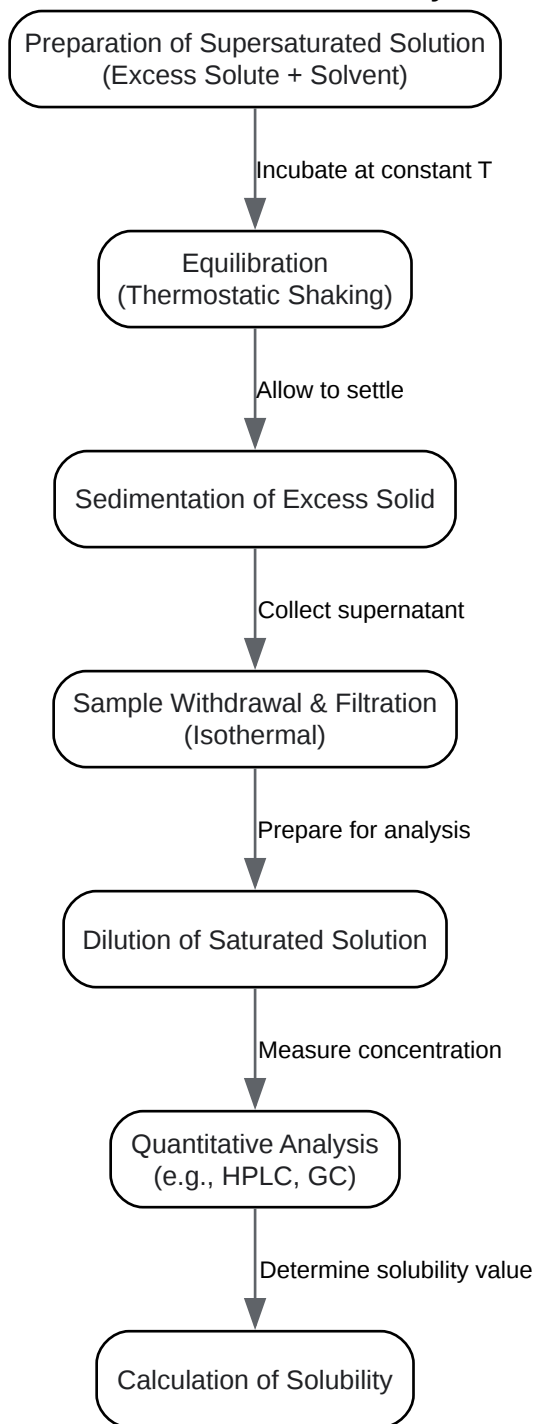 Preparation of Supersaturated Solution
(Excess Solute + Solvent)
Incubate at constant T
Equilibration
(Thermostatic Shaking)
Allow to settle
Sedimentation of Excess Solid
Collect supernatant
Sample Withdrawal & Filtration
(Isothermal)
Prepare for analysis
Dilution of Saturated Solution
Measure concentration
Quantitative Analysis
(e.g., HPLC, GC)
Determine solubility value
Calculation of Solubility